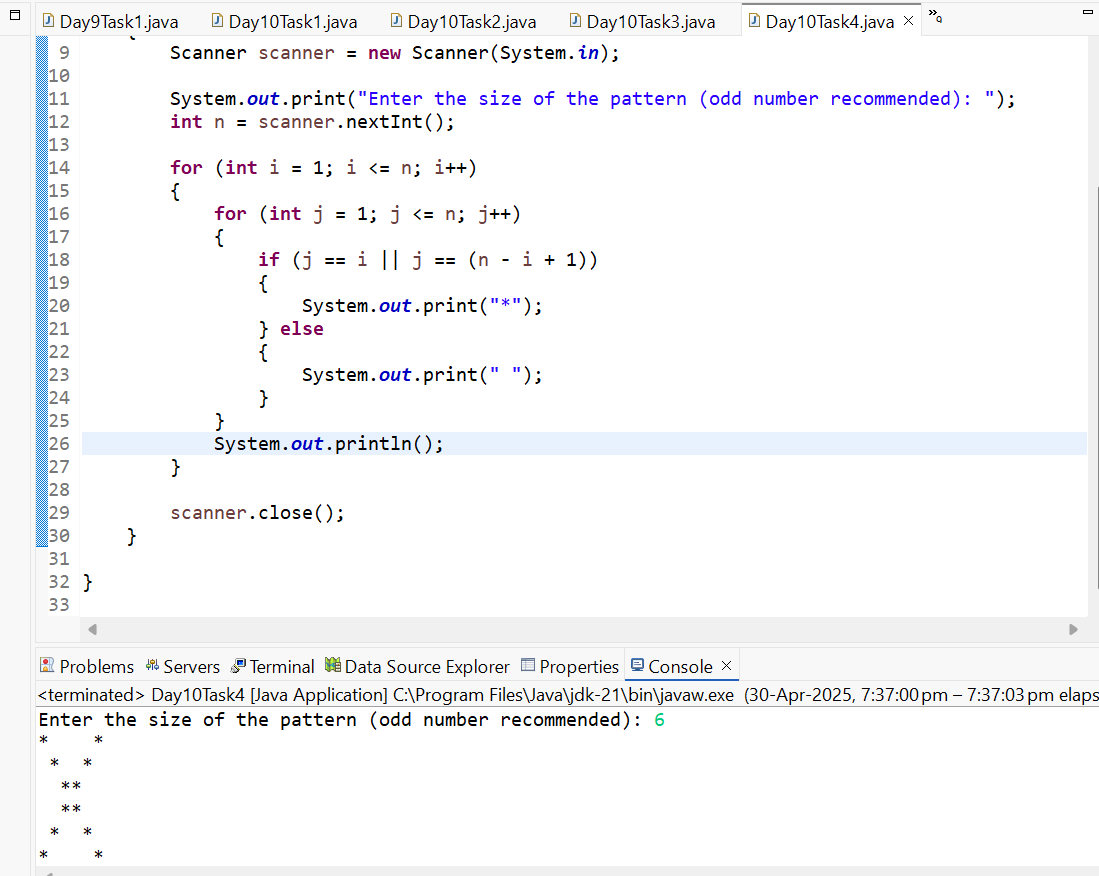 Day9Task1.java Day10Task1.java Day10Task2.java Day10Task3.java Day10Task4.java
{
9 Scanner scanner = new Scanner(System.in);
10
11 System.out.print("Enter the size of the pattern (odd number recommended): ");
12 int n = scanner.nextInt();
13
14 for (int i = 1; i <= n; i++)
15 {
16 for (int j = 1; j <= n; j++)
17 {
18 if (j == i || j == (n - i + 1))
19 {
20 System.out.print("*");
21 } else
22 {
23 System.out.print(" ");
24 }
25 }
26 System.out.println();
27 }
28
29 scanner.close();
30 }
31
32 }
33
Problems Servers Terminal Data Source Explorer Properties Console
<terminated> Day10Task4 [Java Application] C:\Program Files\Java\jdk-21\bin\javaw.exe (30-Apr-2025, 7:37:00 pm – 7:37:03 pm elaps
Enter the size of the pattern (odd number recommended): 6
*    *
 *  *
  **
  **
 *  *
*    *